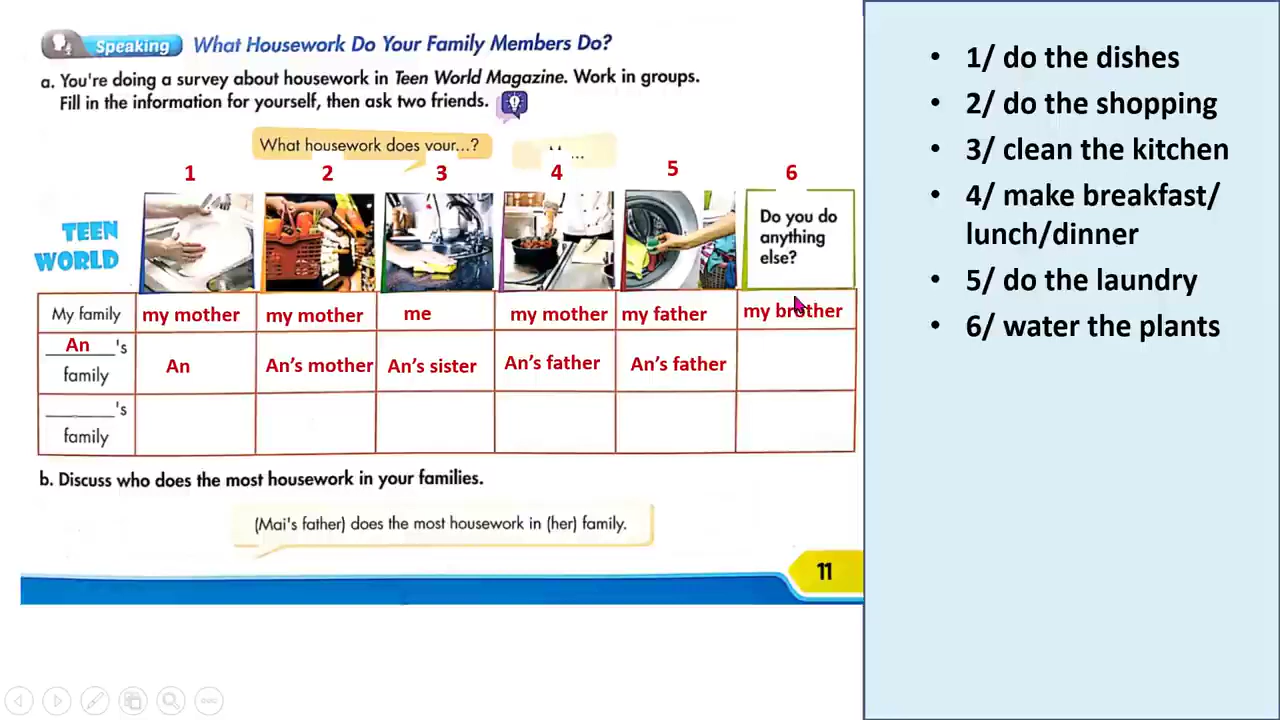 Speaking What Housework Do Your Family Members Do?
a. You're doing a survey about housework in Teen World Magazine. Work in groups.
Fill in the information for yourself, then ask two friends.
What housework does your...?
1 2 3 4 5 6
TEEN WORLD
Do you do
anything
else?
My family my mother my mother me my mother my father my brother
An's family An An's mother An's sister An's father An's father
______'s
family
b. Discuss who does the most housework in your families.
(Mai's father) does the most housework in (her) family.
11
• 1/ do the dishes
• 2/ do the shopping
• 3/ clean the kitchen
• 4/ make breakfast/
lunch/dinner
• 5/ do the laundry
• 6/ water the plants